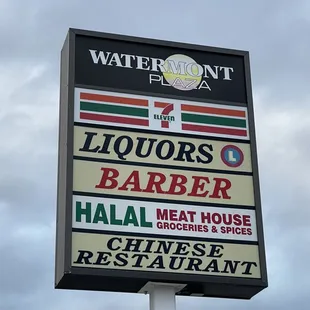 WATERMONT
PLAZA
7
ELEVEN
LIQUORS L
BARBER
HALAL MEAT HOUSE
GROCERIES & SPICES
CHINESE
RESTAURANT